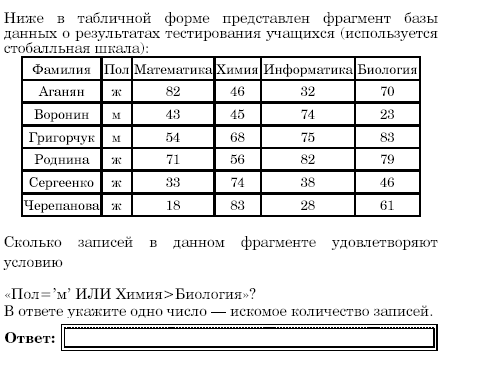 Ниже в табличной форме представлен фрагмент базы
данных о результатах тестирования учащихся (используется
стобалльная шкала):
Фамилия Пол Математика Химия Информатика Биология
Аганян ж 82 46 32 70
Воронин м 43 45 74 23
Григорчук м 54 68 75 83
Роднина ж 71 56 82 79
Сергеенко ж 33 74 38 46
Черепанова ж 18 83 28 61
Сколько записей в данном фрагменте удовлетворяют
условию
«Пол='м' ИЛИ Химия>Биология»?
В ответе укажите одно число — искомое количество записей.
Ответ: